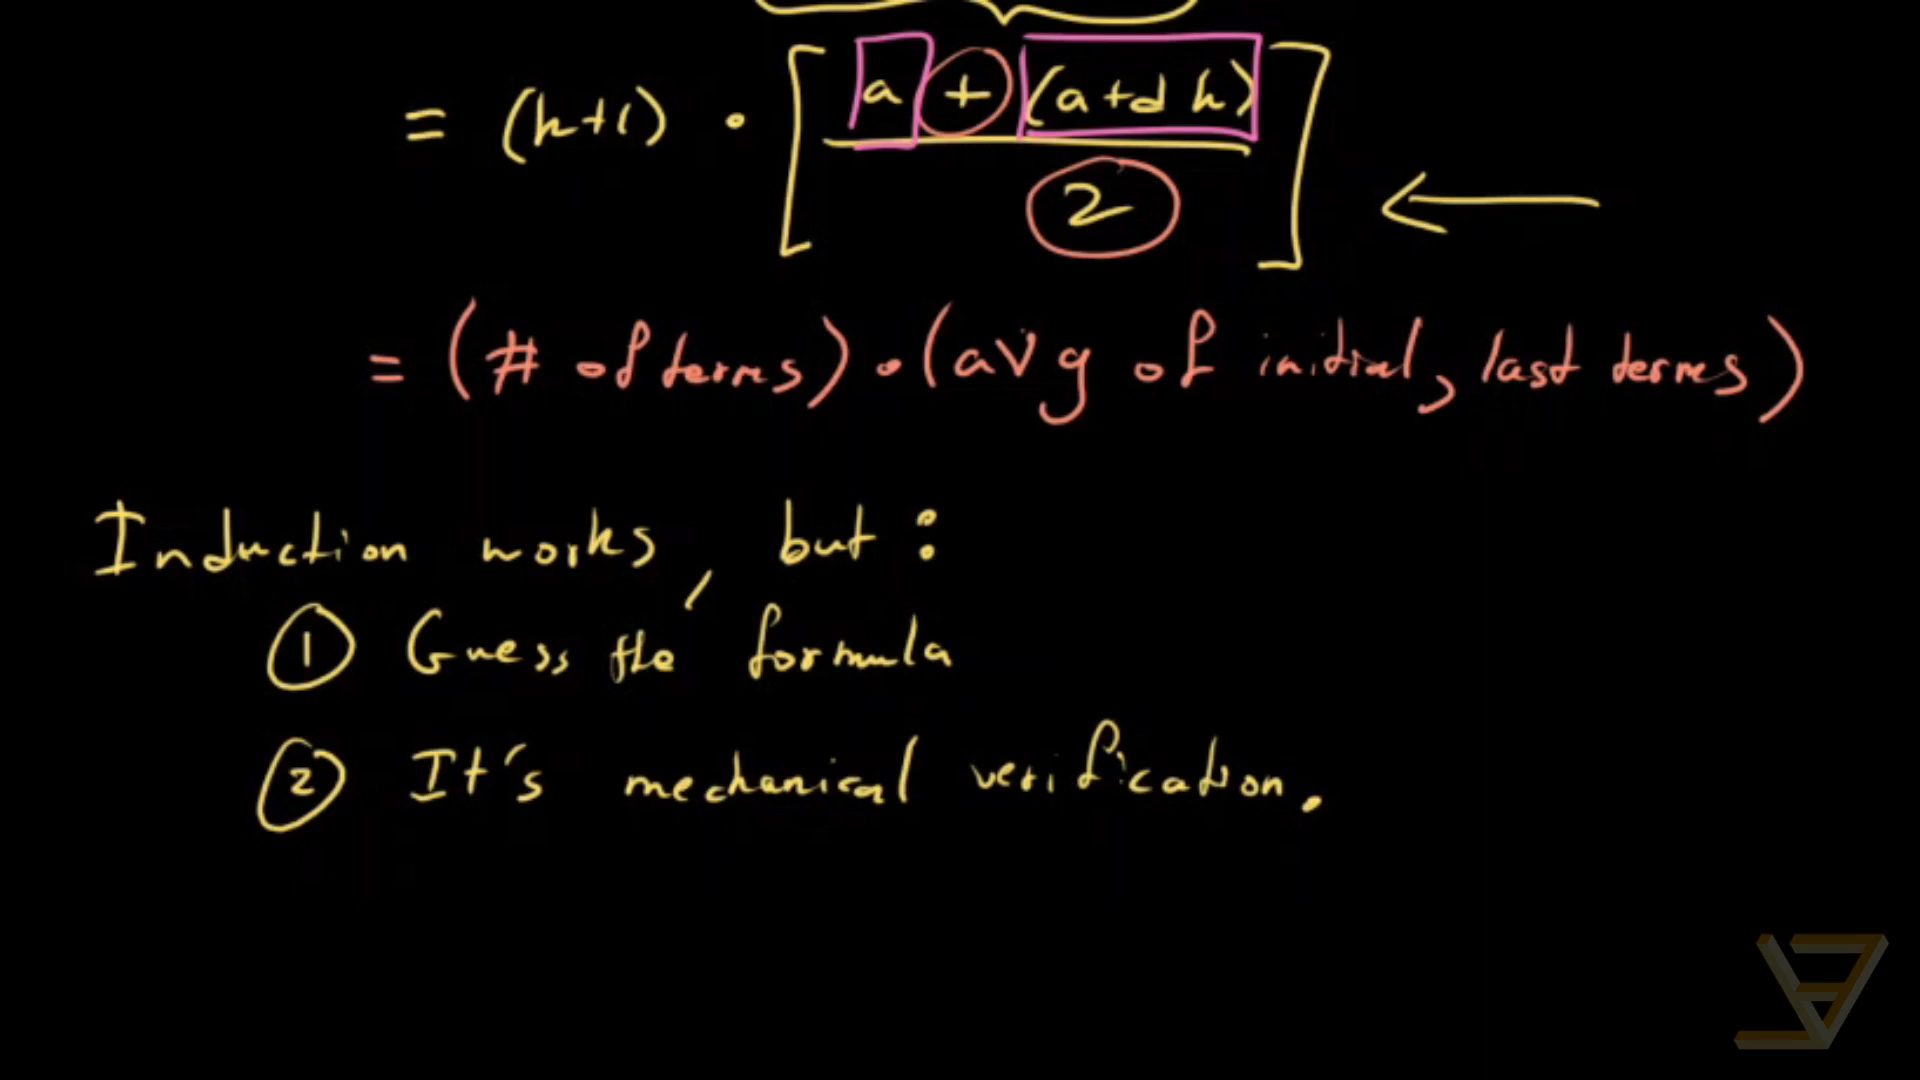 = (n+1) · [ a + (a+dn) / 2 ] ←
= (# of terms) · (avg of initial, last terms)
Induction works, but :
① Guess the formula
② It's mechanical verification.